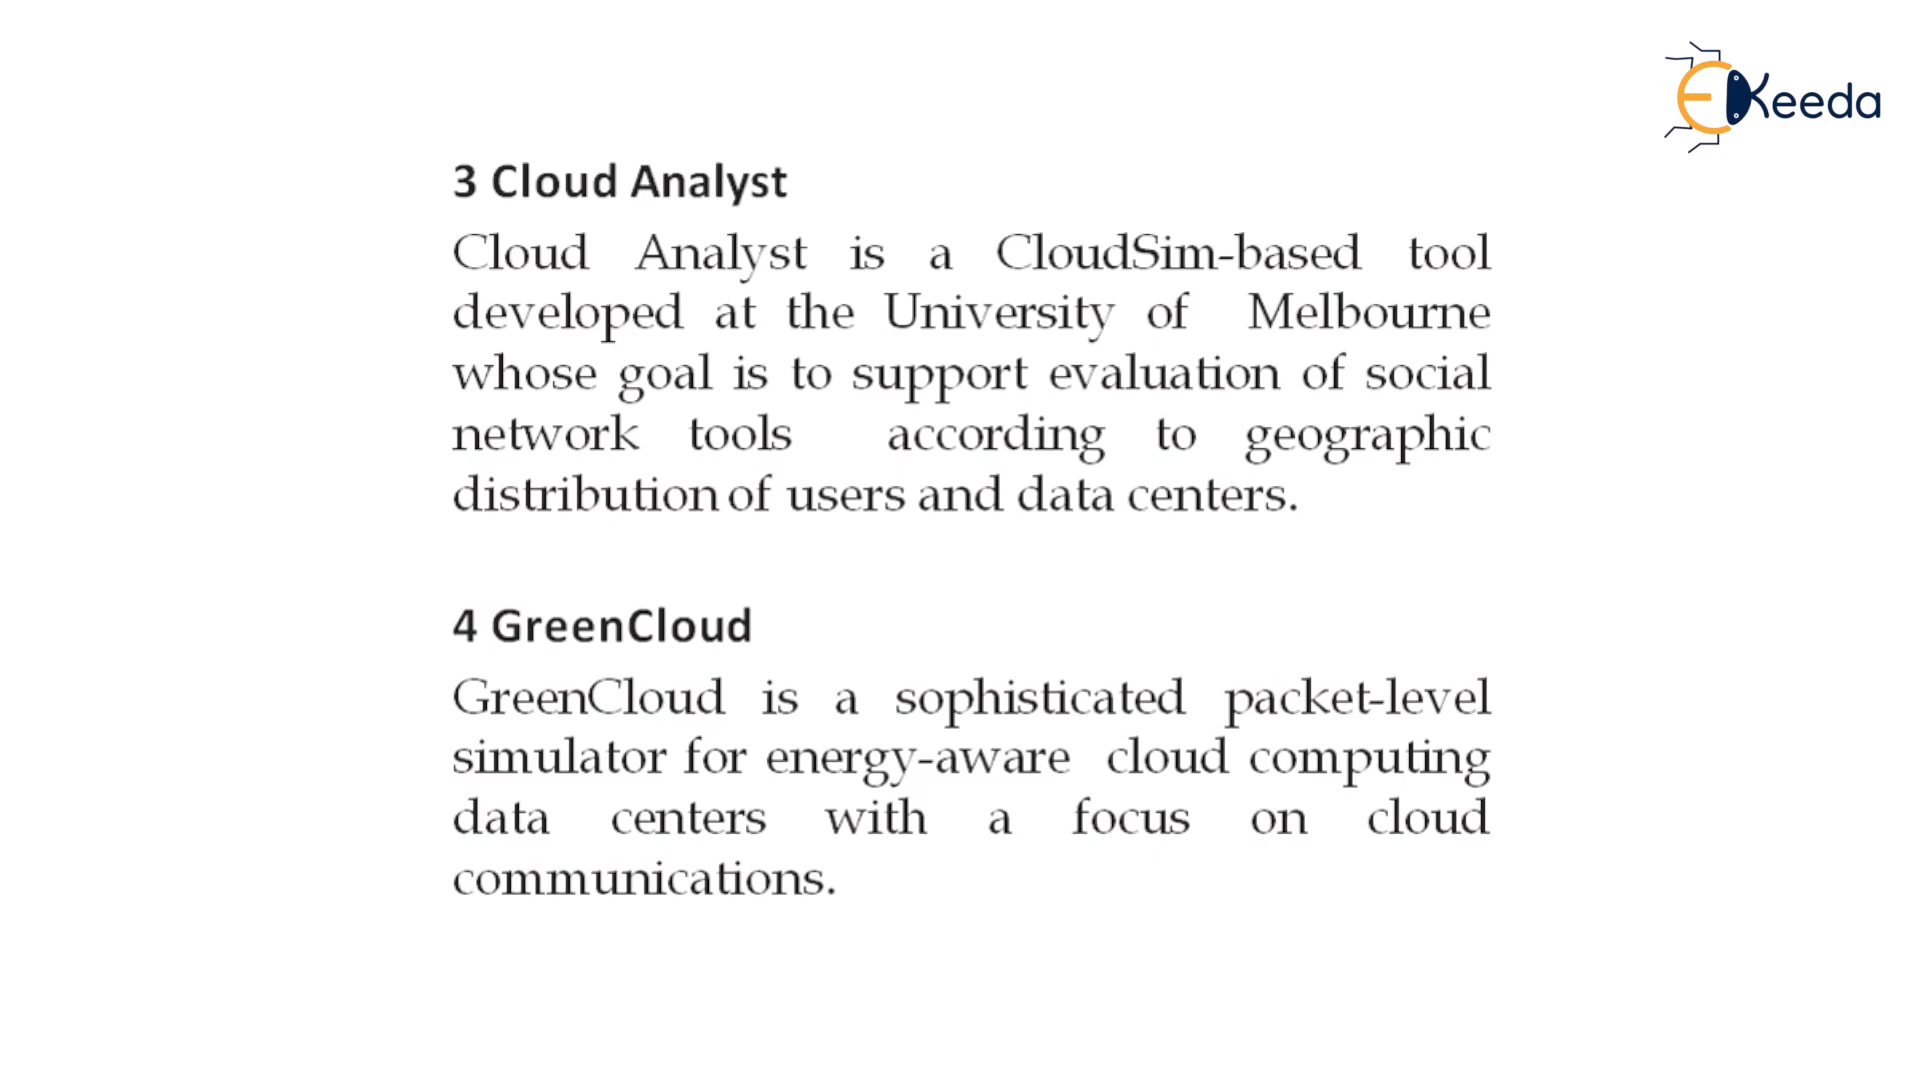 EKeeda
3 Cloud Analyst
Cloud Analyst is a CloudSim-based tool
developed at the University of Melbourne
whose goal is to support evaluation of social
network tools according to geographic
distribution of users and data centers.
4 GreenCloud
GreenCloud is a sophisticated packet-level
simulator for energy-aware cloud computing
data centers with a focus on cloud
communications.